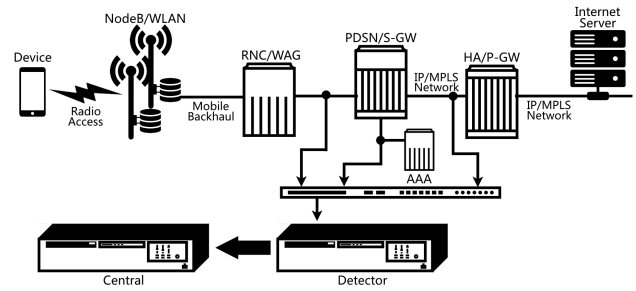 Internet
Server
NodeB/WLAN
PDSN/S-GW
Device
RNC/WAG
HA/P-GW
IP/MPLS
Network
IP/MPLS
Network
Radio
Access
Mobile
Backhaul
AAA
Central
Detector